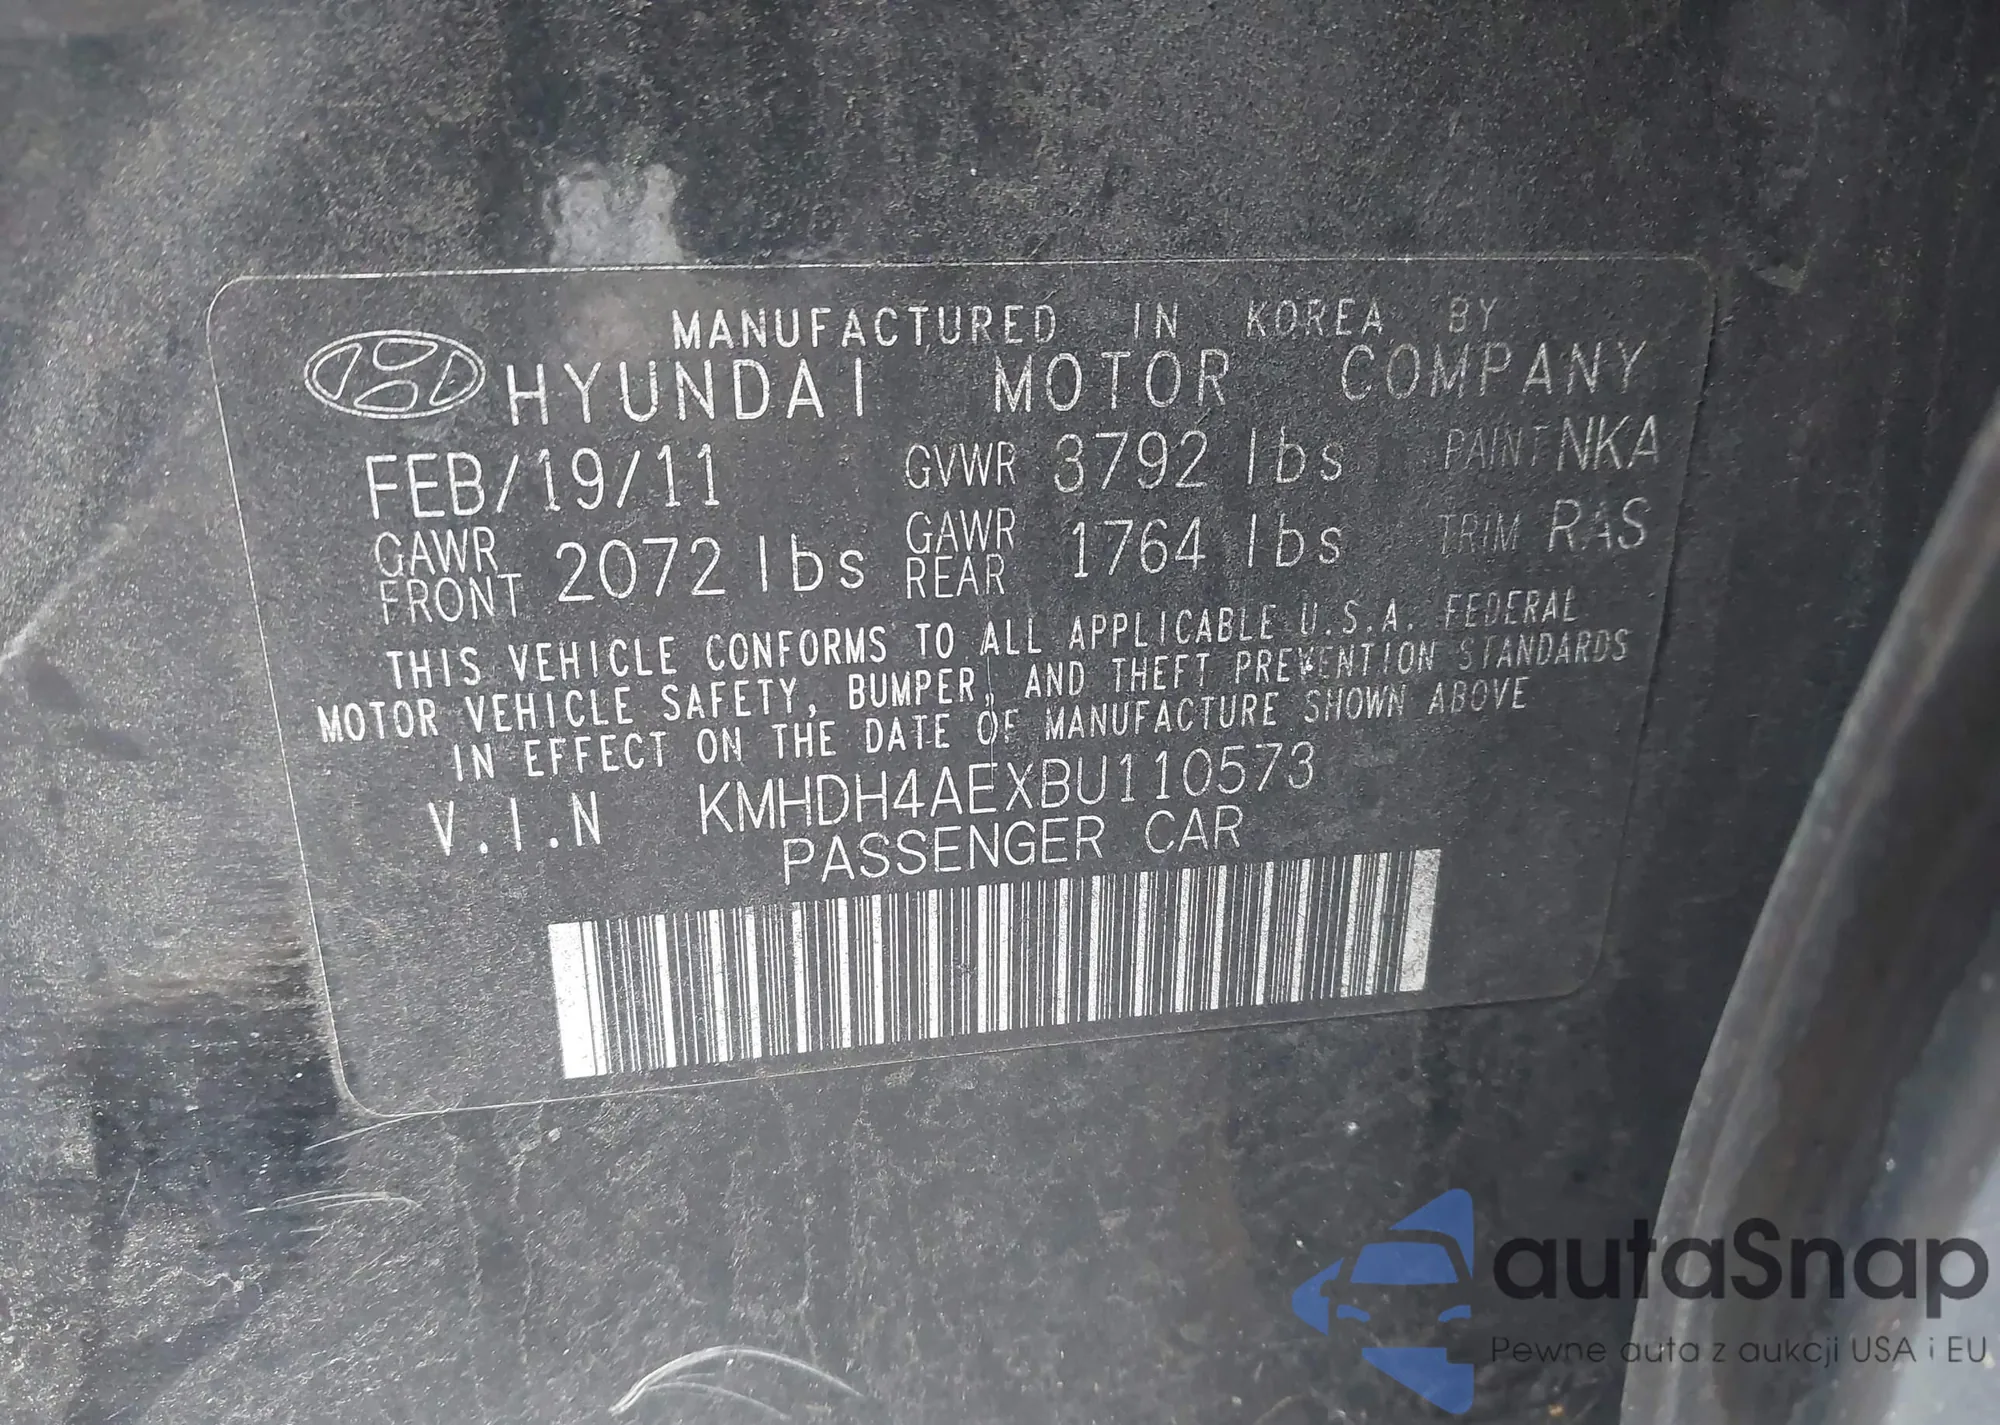 MANUFACTURED IN KOREA BY
HYUNDAI MOTOR COMPANY
FEB/19/11 GVWR 3792 lbs PAINT NKA
GAWR FRONT 2072 lbs GAWR REAR 1764 lbs TRIM RAS
THIS VEHICLE CONFORMS TO ALL APPLICABLE U.S.A. FEDERAL
MOTOR VEHICLE SAFETY, BUMPER, AND THEFT PREVENTION STANDARDS
IN EFFECT ON THE DATE OF MANUFACTURE SHOWN ABOVE
V.I.N KMHDH4AEXBU110573
PASSENGER CAR
autaSnap
Pewne auta z aukcji USA i EU